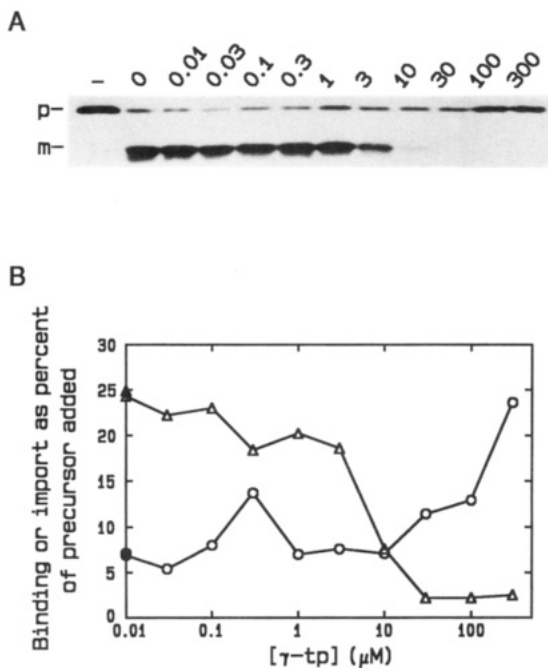 A
– 0 0.01 0.03 0.1 0.3 1 3 10 30 100 300
p–
m–
B
Binding or import as percent
of precursor added
30
25
20
15
10
5
0
0.01 0.1 1 10 100
[γ-tp] (μM)